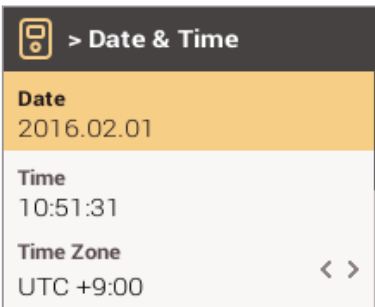 > Date & Time
Date
2016.02.01
Time
10:51:31
Time Zone
UTC +9:00
< >